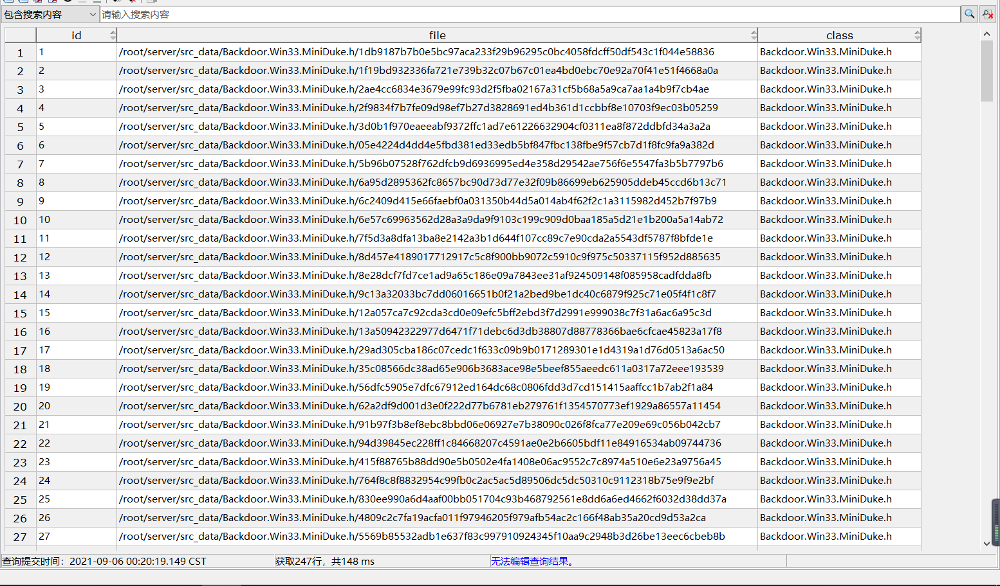 包含搜索内容 请输入搜索内容
id file class
1 1 /root/server/src_data/Backdoor.Win33.MiniDuke.h/1db9187b7b0e5bc97aca233f29b96295c0bc4058fdcff50df543c1f044e58836 Backdoor.Win33.MiniDuke.h
2 2 /root/server/src_data/Backdoor.Win33.MiniDuke.h/1f19bd932336fa721e739b32c07b67c01ea4bd0ebc70e92a70f41e51f4668a0a Backdoor.Win33.MiniDuke.h
3 3 /root/server/src_data/Backdoor.Win33.MiniDuke.h/2ae4cc6834e3679e99fc93d2f5fba02167a31cf5b68a5a9ca7aa1a4b9f7cb4ae Backdoor.Win33.MiniDuke.h
4 4 /root/server/src_data/Backdoor.Win33.MiniDuke.h/2f9834f7b7fe09d98ef7b27d3828691ed4b361d1ccbbf8e10703f9ec03b05259 Backdoor.Win33.MiniDuke.h
5 5 /root/server/src_data/Backdoor.Win33.MiniDuke.h/3d0b1f970eaeeabf9372ffc1ad7e61226632904cf0311ea8f872ddbfd34a3a2a Backdoor.Win33.MiniDuke.h
6 6 /root/server/src_data/Backdoor.Win33.MiniDuke.h/05e4224d4dd4e5fbd381ed33edb5bf847fbc138fbe9f57cb7d1f8fc9fa9a382d Backdoor.Win33.MiniDuke.h
7 7 /root/server/src_data/Backdoor.Win33.MiniDuke.h/5b96b07528f762dfcb9d6936995ed4e358d29542ae756f6e5547fa3b5b7797b6 Backdoor.Win33.MiniDuke.h
8 8 /root/server/src_data/Backdoor.Win33.MiniDuke.h/6a95d2895362fc8657bc90d73d77e32f09b86699eb625905ddeb45ccd6b13c71 Backdoor.Win33.MiniDuke.h
9 9 /root/server/src_data/Backdoor.Win33.MiniDuke.h/6c2409d415e66faebf0a031350b44d5a014ab4f62f2c1a3115982d452b7f97b9 Backdoor.Win33.MiniDuke.h
10 10 /root/server/src_data/Backdoor.Win33.MiniDuke.h/6e57c69963562d28a3a9da9f9103c199c909d0baa185a5d21e1b200a5a14ab72 Backdoor.Win33.MiniDuke.h
11 11 /root/server/src_data/Backdoor.Win33.MiniDuke.h/7f5d3a8dfa13ba8e2142a3b1d644f107cc89c7e90cda2a5543df5787f8bfde1e Backdoor.Win33.MiniDuke.h
12 12 /root/server/src_data/Backdoor.Win33.MiniDuke.h/8d457e4189017712917c5c8f900bb9072c5910c9f975c50337115f952d885635 Backdoor.Win33.MiniDuke.h
13 13 /root/server/src_data/Backdoor.Win33.MiniDuke.h/8e28dcf7fd7ce1ad9a65c186e09a7843ee31af924509148f085958cadfdda8fb Backdoor.Win33.MiniDuke.h
14 14 /root/server/src_data/Backdoor.Win33.MiniDuke.h/9c13a32033bc7dd06016651b0f21a2bed9be1dc40c6879f925c71e05f4f1c8f7 Backdoor.Win33.MiniDuke.h
15 15 /root/server/src_data/Backdoor.Win33.MiniDuke.h/12a057ca7c92cda3cd0e09efc5bff2ebd3f7d2991e999038c7f31a6ac6a95c3d Backdoor.Win33.MiniDuke.h
16 16 /root/server/src_data/Backdoor.Win33.MiniDuke.h/13a50942322977d6471f71debc6d3db38807d88778366bae6cfcae45823a17f8 Backdoor.Win33.MiniDuke.h
17 17 /root/server/src_data/Backdoor.Win33.MiniDuke.h/29ad305cba186c07cedc1f633c09b9b0171289301e1d4319a1d76d0513a6ac50 Backdoor.Win33.MiniDuke.h
18 18 /root/server/src_data/Backdoor.Win33.MiniDuke.h/35c08566dc38ad65e906b3683ace98e5beef855aeedc611a0317a72eee193539 Backdoor.Win33.MiniDuke.h
19 19 /root/server/src_data/Backdoor.Win33.MiniDuke.h/56dfc5905e7dfc67912ed164dc68c0806fdd3d7cd151415aaffcc1b7ab2f1a84 Backdoor.Win33.MiniDuke.h
20 20 /root/server/src_data/Backdoor.Win33.MiniDuke.h/62a2df9d001d3e0f222d77b6781eb279761f1354570773ef1929a86557a11454 Backdoor.Win33.MiniDuke.h
21 21 /root/server/src_data/Backdoor.Win33.MiniDuke.h/91b97f3b8ef8ebc8bbd06e06927e7b38090c026f8fca77e209e69c056b042cb7 Backdoor.Win33.MiniDuke.h
22 22 /root/server/src_data/Backdoor.Win33.MiniDuke.h/94d39845ec228ff1c84668207c4591ae0e2b6605bdf11e84916534ab09744736 Backdoor.Win33.MiniDuke.h
23 23 /root/server/src_data/Backdoor.Win33.MiniDuke.h/415f88765b88dd90e5b0502e4fa1408e06ac9552c7c8974a510e6e23a9756a45 Backdoor.Win33.MiniDuke.h
24 24 /root/server/src_data/Backdoor.Win33.MiniDuke.h/764f8c8f8832954c99fb0c2ac5ac5d89506dc5dc50310c9112318b75e9f9e2bf Backdoor.Win33.MiniDuke.h
25 25 /root/server/src_data/Backdoor.Win33.MiniDuke.h/830ee990a6d4aaf00bb051704c93b468792561e8dd6a6ed4662f6032d38dd37a Backdoor.Win33.MiniDuke.h
26 26 /root/server/src_data/Backdoor.Win33.MiniDuke.h/4809c2c7fa19acfa011f97946205f979afb54ac2c166f48ab35a20cd9d53a2ca Backdoor.Win33.MiniDuke.h
27 27 /root/server/src_data/Backdoor.Win33.MiniDuke.h/5569b85532adb1e637f83c997910924345f10aa9c2948b3d26be13eec6cbeb8b Backdoor.Win33.MiniDuke.h
查询提交时间：2021-09-06 00:20:19.149 CST 获取247行，共148 ms 无法编辑查询结果。